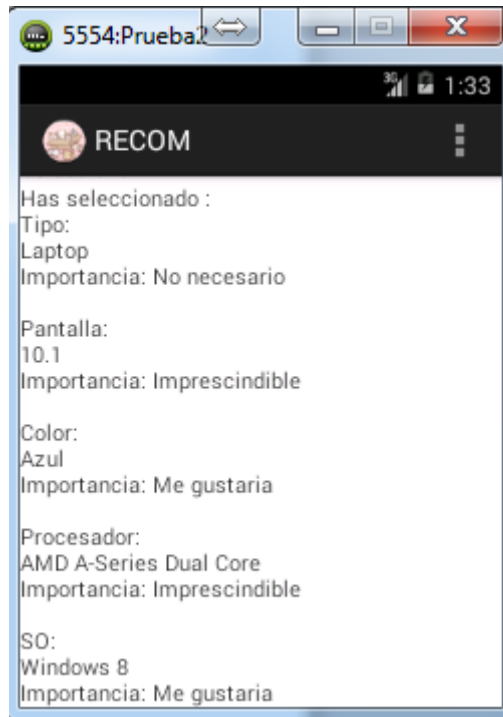 5554:Prueba2
3G 1:33
RECOM
Has seleccionado :
Tipo:
Laptop
Importancia: No necesario
Pantalla:
10.1
Importancia: Imprescindible
Color:
Azul
Importancia: Me gustaria
Procesador:
AMD A-Series Dual Core
Importancia: Imprescindible
SO:
Windows 8
Importancia: Me gustaria